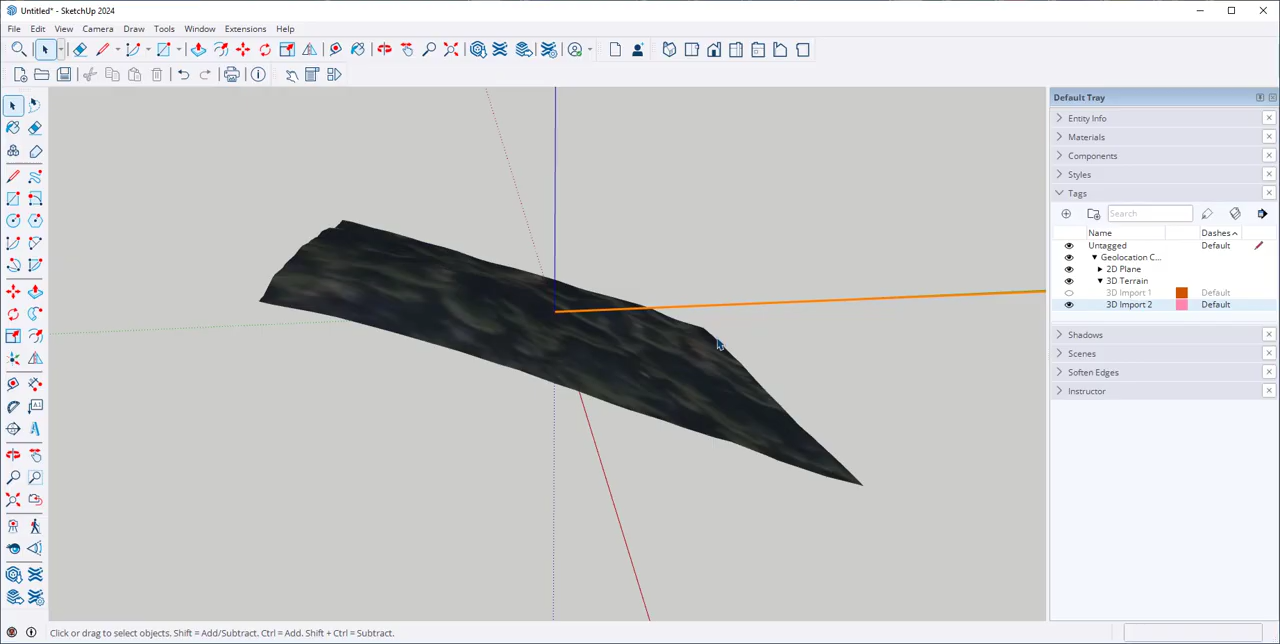 Untitled* - SketchUp 2024
File Edit View Camera Draw Tools Window Extensions Help
Default Tray
Entity Info
Materials
Components
Styles
Tags
Search
Name Dashes
Untagged Default
Geolocation C...
2D Plane
3D Terrain
3D Import 1 Default
3D Import 2 Default
Shadows
Scenes
Soften Edges
Instructor
Click or drag to select objects. Shift = Add/Subtract. Ctrl = Add. Shift + Ctrl = Subtract.